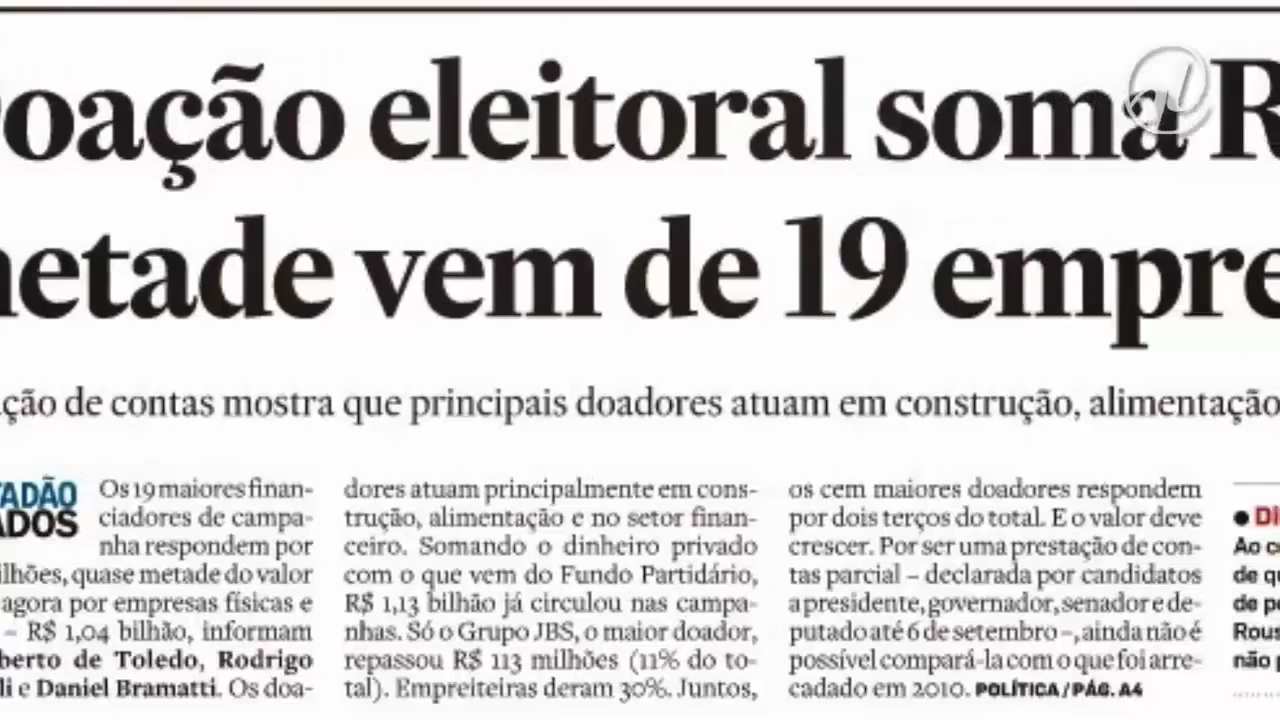 oação eleitoral soma R
etade vem de 19 empre
ção de contas mostra que principais doadores atuam em construção, alimentação
TADÃO
ADOS
Os 19 maiores finan-
ciadores de campa-
nha respondem por
ilhões, quase metade do valor
agora por empresas físicas e
– R$ 1,04 bilhão, informam
berto de Toledo, Rodrigo
li e Daniel Bramatti. Os doa-
dores atuam principalmente em cons-
trução, alimentação e no setor finan-
ceiro. Somando o dinheiro privado
com o que vem do Fundo Partidário,
R$ 1,13 bilhão já circulou nas campa-
nhas. Só o Grupo JBS, o maior doador,
repassou R$ 113 milhões (11% do to-
tal). Empreiteiras deram 30%. Juntos,
os cem maiores doadores respondem
por dois terços do total. E o valor deve
crescer. Por ser uma prestação de con-
tas parcial – declarada por candidatos
a presidente, governador, senador e de-
putado até 6 de setembro –, ainda não é
possível compará-la com o que foi arre-
cadado em 2010. POLÍTICA / PÁG. A4
● Di
Ao c
de qu
de p
Rous
não p